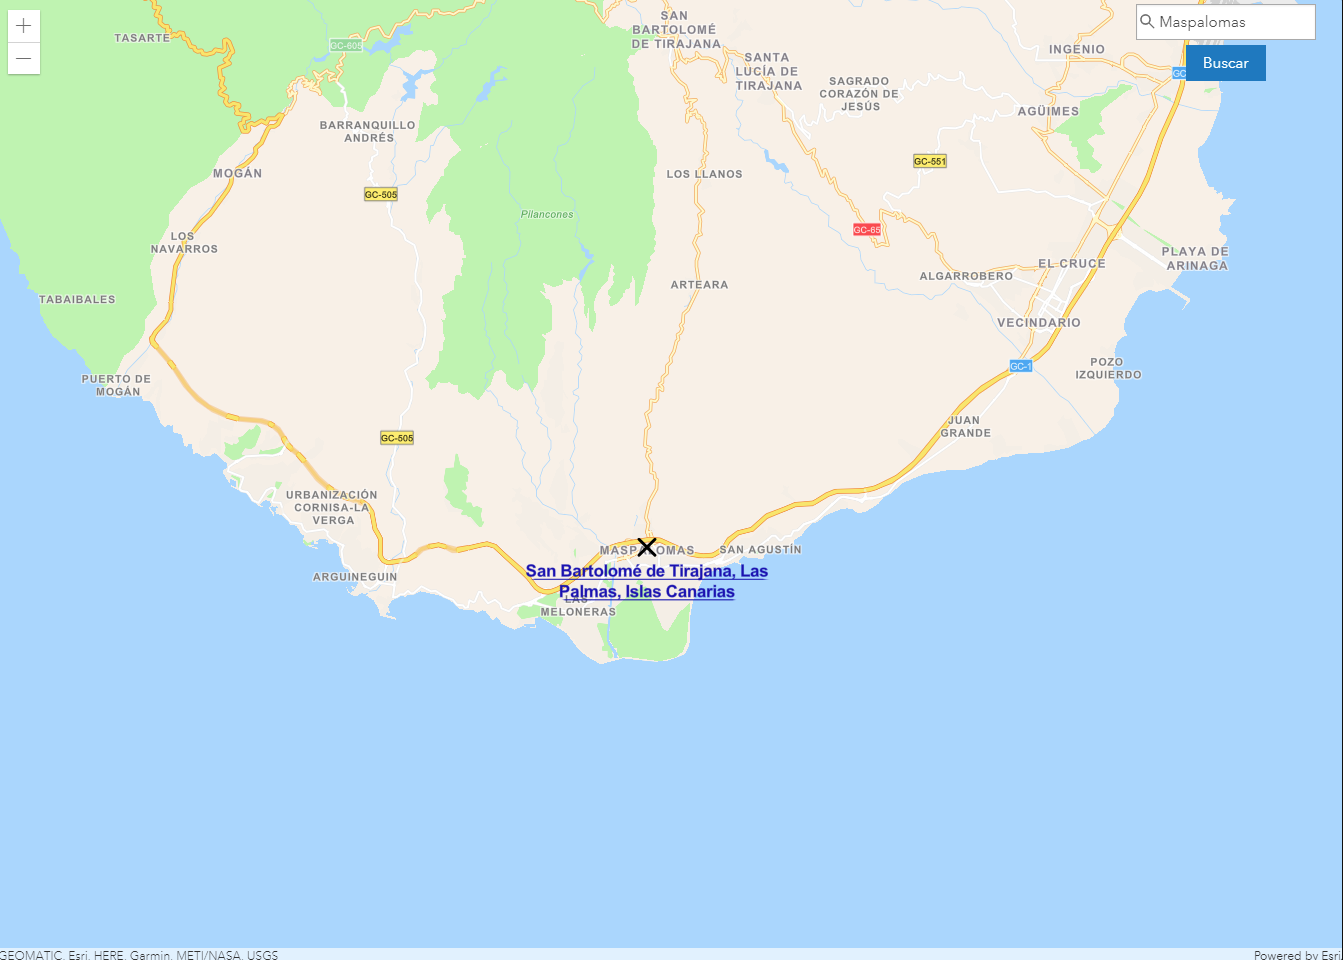 Maspalomas
Buscar
TASARTE
GC-605
SAN
BARTOLOMÉ
DE TIRAJANA
SANTA
LUCÍA DE
TIRAJANA
SAGRADO
CORAZÓN DE
JESÚS
INGENIO
GC
AGÜIMES
BARRANQUILLO
ANDRÉS
GC-551
MOGÁN
GC-505
LOS LLANOS
Pilancones
GC-65
LOS
NAVARROS
PLAYA DE
ARINAGA
EL CRUCE
ALGARROBERO
ARTEARA
TABAIBALES
VECINDARIO
GC-1
POZO
IZQUIERDO
PUERTO DE
MOGÁN
JUAN
GRANDE
GC-505
URBANIZACIÓN
CORNISA-LA
VERGA
MASPALOMAS
SAN AGUSTÍN
San Bartolomé de Tirajana, Las
Palmas, Islas Canarias
ARGUINEGUIN
LAS
MELONERAS
GEOMATIC, Esri, HERE, Garmin, METI/NASA, USGS
Powered by Esri